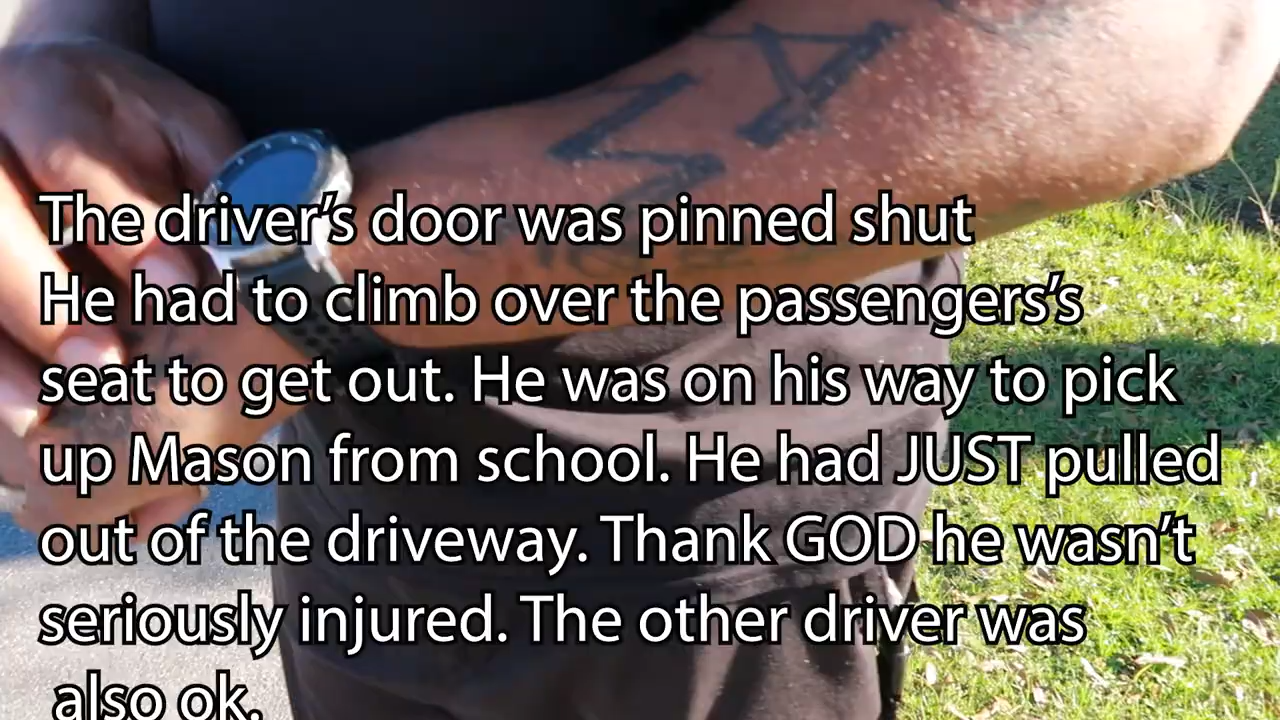 The driver’s door was pinned shut
He had to climb over the passengers’s
seat to get out. He was on his way to pick
up Mason from school. He had JUST pulled
out of the driveway. Thank GOD he wasn’t
seriously injured. The other driver was
also ok.